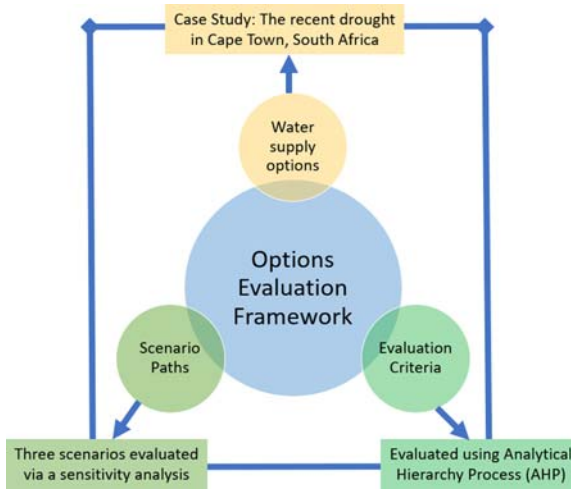 Case Study: The recent drought
in Cape Town, South Africa
Water
supply
options
Options
Evaluation
Framework
Scenario
Paths
Evaluation
Criteria
Three scenarios evaluated
via a sensitivity analysis
Evaluated using Analytical
Hierarchy Process (AHP)